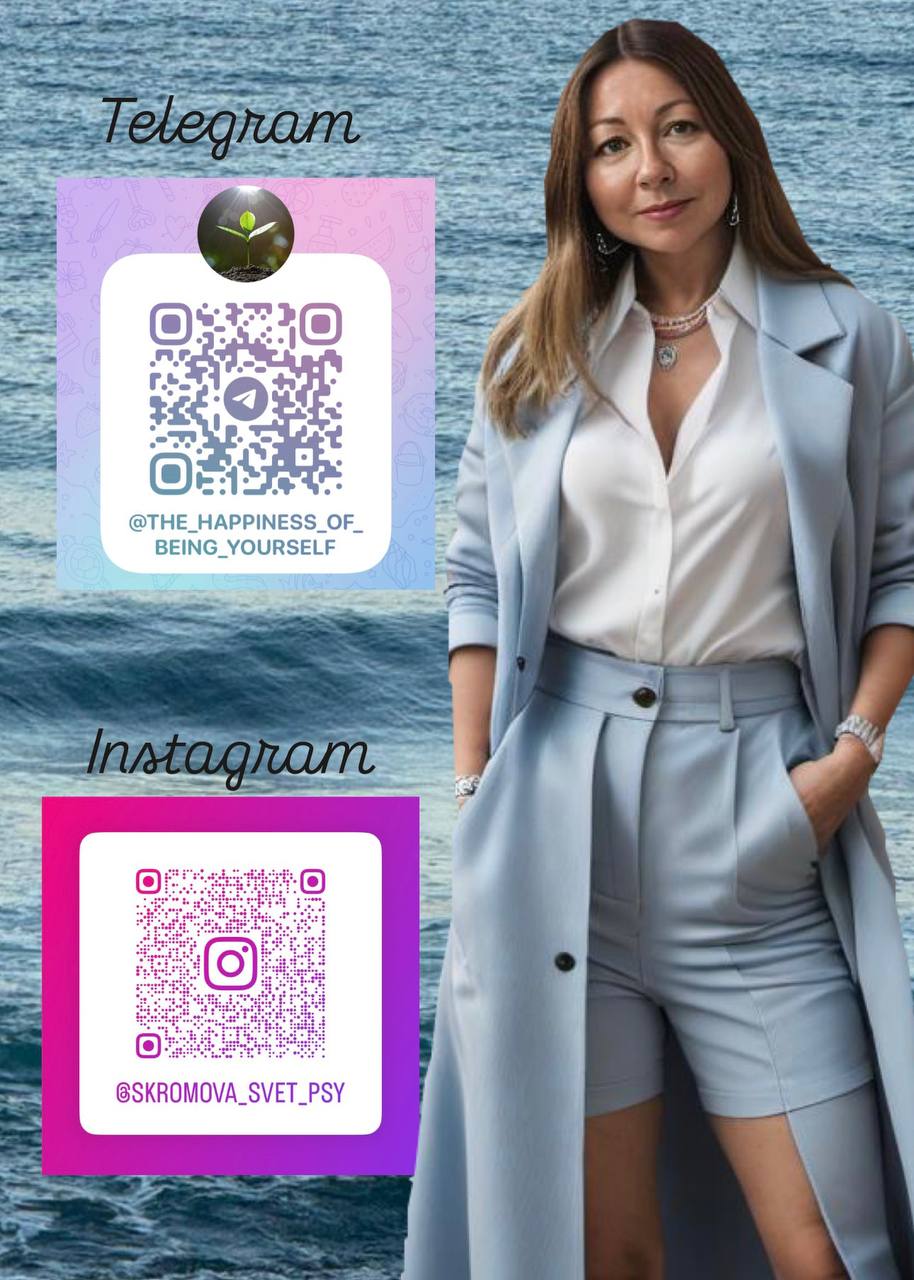 Telegram
@THE_HAPPINESS_OF_
BEING_YOURSELF
Instagram
@SKROMOVA_SVET_PSY